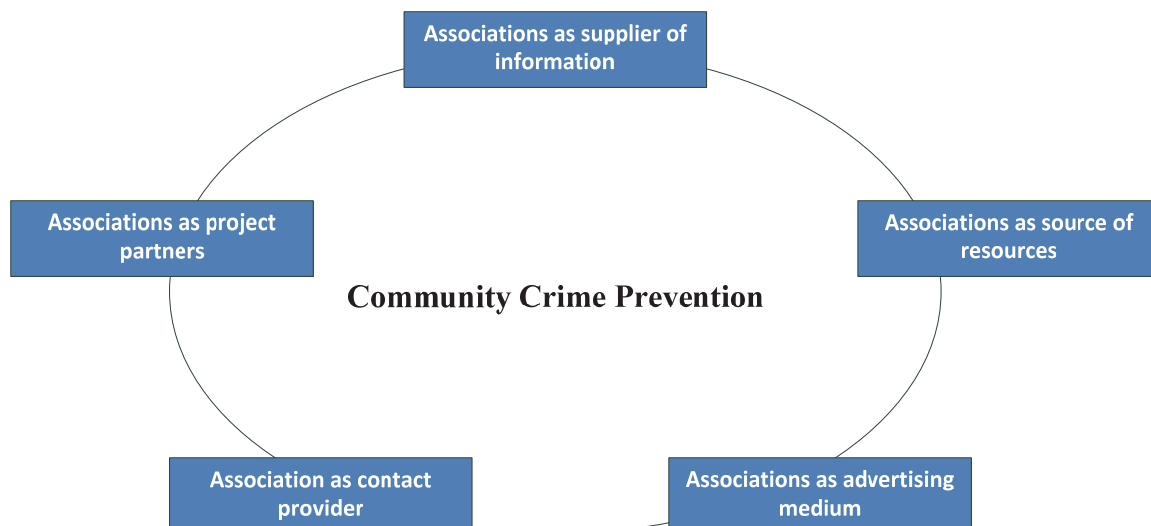 Associations as supplier of
information
Associations as project
partners
Associations as source of
resources
Community Crime Prevention
Association as contact
provider
Associations as advertising
medium